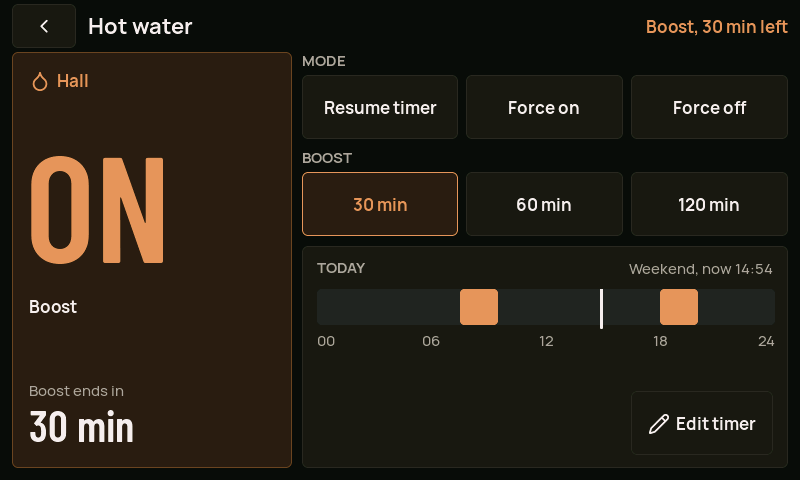 Hot water
Boost, 30 min left
Hall
ON
Boost
Boost ends in
30 min
MODE
Resume timer
Force on
Force off
BOOST
30 min
60 min
120 min
TODAY
Weekend, now 14:54
00 06 12 18 24
Edit timer